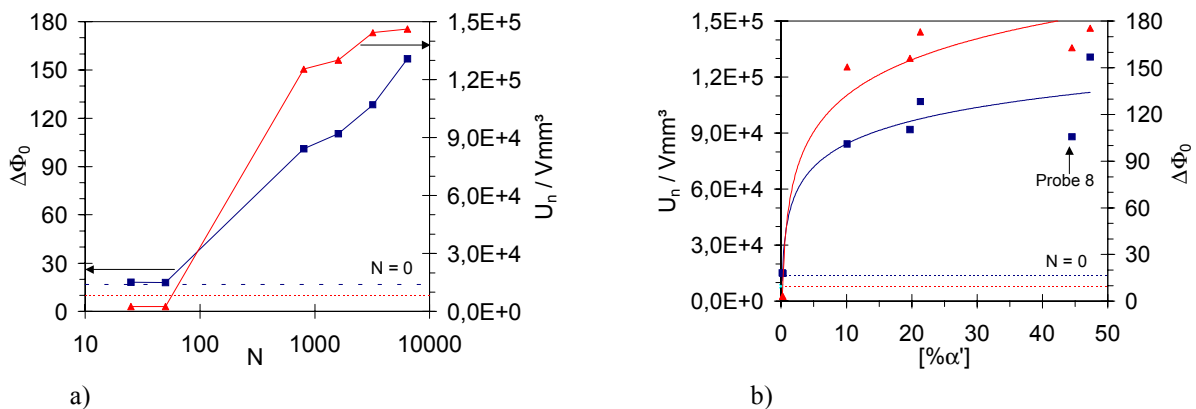 180
150
120
90
60
30
0
ΔΦ₀
10
100
1000
10000
N
N = 0
1,5E+5
1,2E+5
9,0E+4
6,0E+4
3,0E+4
0,0E+0
Uₙ / Vmm³
a)
1,5E+5
1,2E+5
9,0E+4
6,0E+4
3,0E+4
0,0E+0
Uₙ / Vmm³
0
10
20
30
40
50
[%α']
Probe 8
N = 0
180
150
120
90
60
30
0
ΔΦ₀
b)